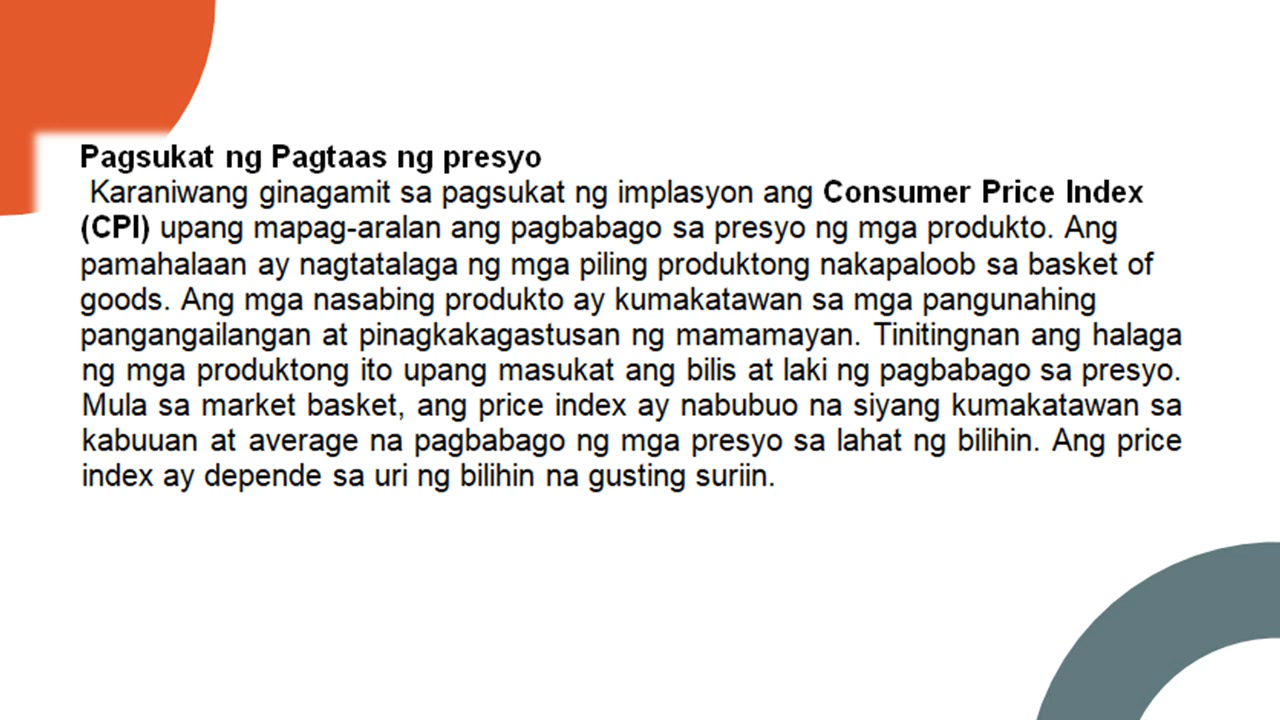 Pagsukat ng Pagtaas ng presyo
Karaniwang ginagamit sa pagsukat ng implasyon ang Consumer Price Index
(CPI) upang mapag-aralan ang pagbabago sa presyo ng mga produkto. Ang
pamahalaan ay nagtatalaga ng mga piling produktong nakapaloob sa basket of
goods. Ang mga nasabing produkto ay kumakatawan sa mga pangunahing
pangangailangan at pinagkakagastusan ng mamamayan. Tinitingnan ang halaga
ng mga produktong ito upang masukat ang bilis at laki ng pagbabago sa presyo.
Mula sa market basket, ang price index ay nabubuo na siyang kumakatawan sa
kabuuan at average na pagbabago ng mga presyo sa lahat ng bilihin. Ang price
index ay depende sa uri ng bilihin na gusting suriin.